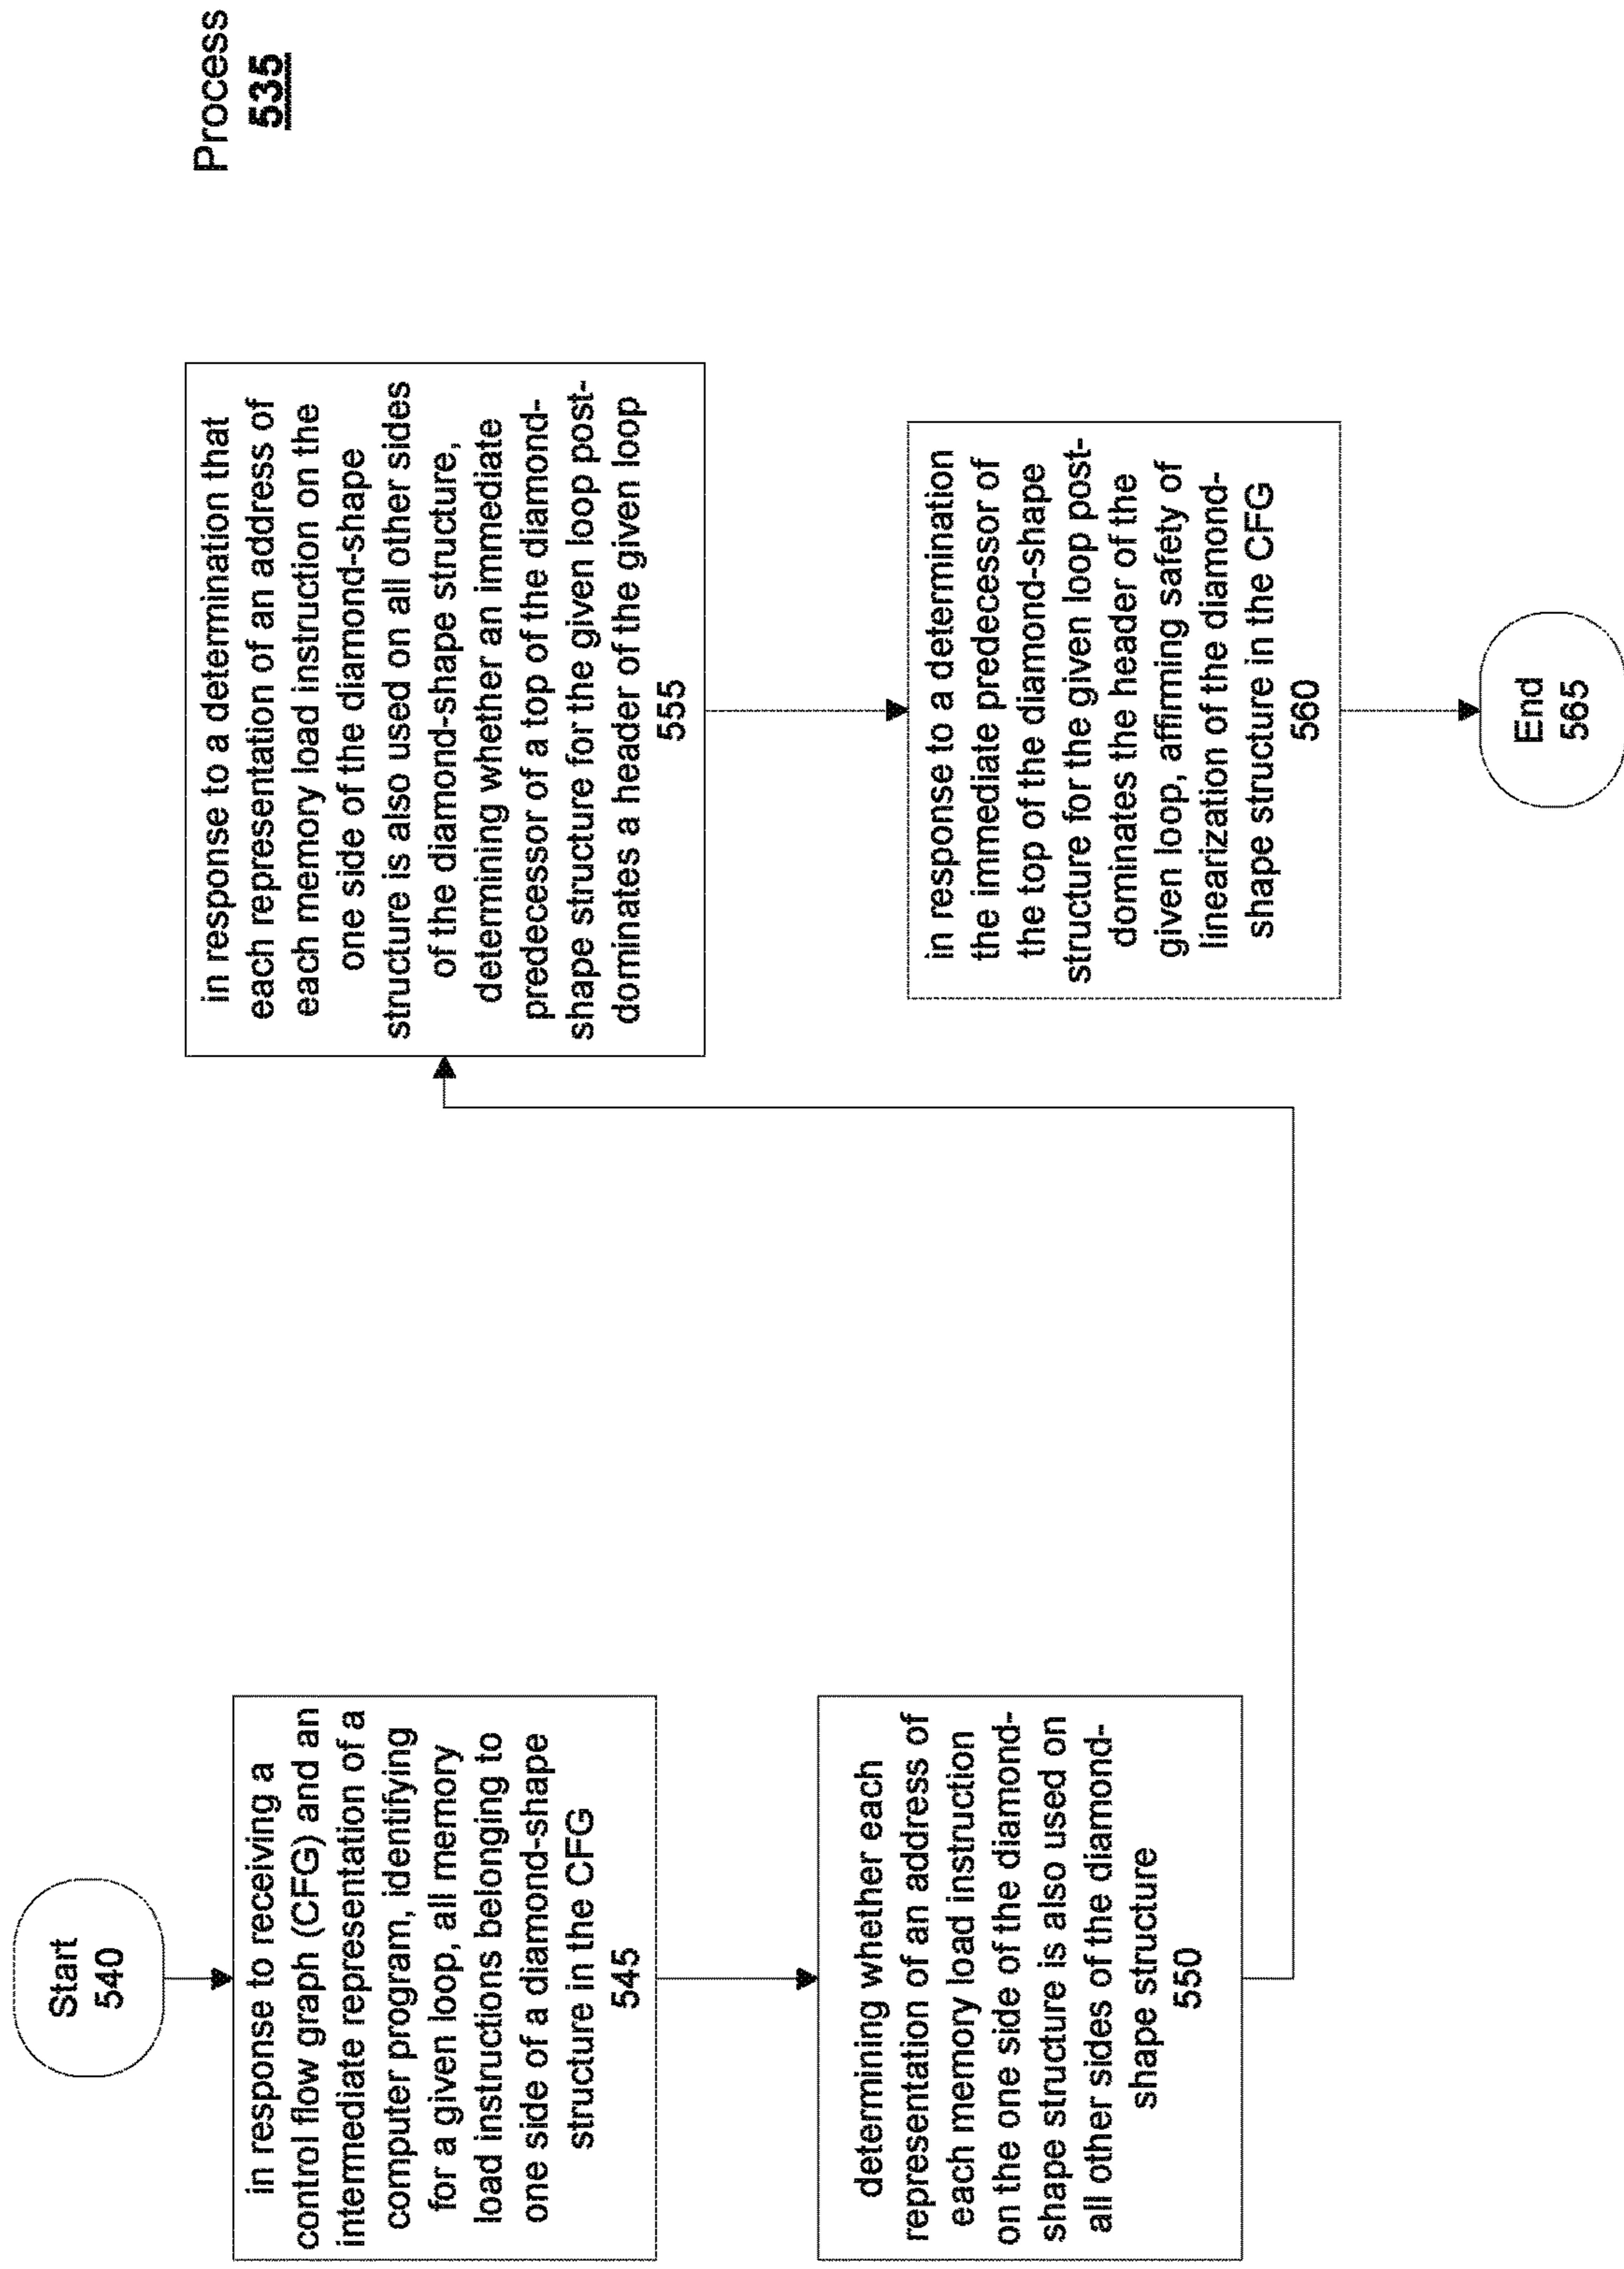 Process
535
Start
540
in response to receiving a
control flow graph (CFG) and an
intermediate representation of a
computer program, identifying
for a given loop, all memory
load instructions belonging to
one side of a diamond-shape
structure in the CFG
545
determining whether each
representation of an address of
each memory load instruction
on the one side of the diamond-
shape structure is also used on
all other sides of the diamond-
shape structure
550
in response to a determination that
each representation of an address of
each memory load instruction on the
one side of the diamond-shape
structure is also used on all other sides
of the diamond-shape structure,
determining whether an immediate
predecessor of a top of the diamond-
shape structure for the given loop post-
dominates a header of the given loop
555
in response to a determination
the immediate predecessor of
the top of the diamond-shape
structure for the given loop post-
dominates the header of the
given loop, affirming safety of
linearization of the diamond-
shape structure in the CFG
560
End
565